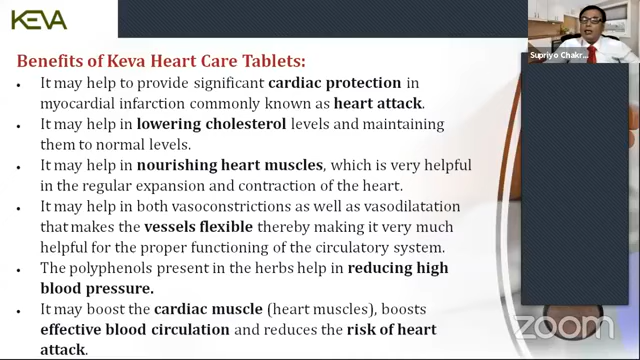 KEVA
Supriyo Chakr...
Benefits of Keva Heart Care Tablets:
• It may help to provide significant cardiac protection in
myocardial infarction commonly known as heart attack.
• It may help in lowering cholesterol levels and maintaining
them to normal levels.
• It may help in nourishing heart muscles, which is very helpful
in the regular expansion and contraction of the heart.
• It may help in both vasoconstrictions as well as vasodilatation
that makes the vessels flexible thereby making it very much
helpful for the proper functioning of the circulatory system.
• The polyphenols present in the herbs help in reducing high
blood pressure.
• It may boost the cardiac muscle (heart muscles), boosts
effective blood circulation and reduces the risk of heart
attack.
zoom